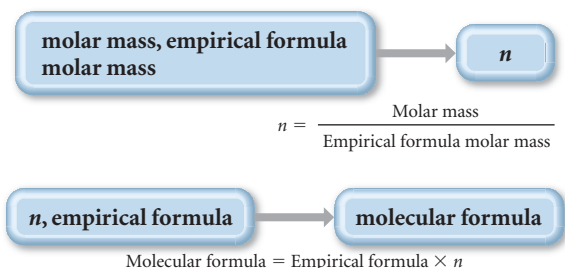 molar mass, empirical formula
molar mass
n
n = Molar mass
Empirical formula molar mass
n, empirical formula
molecular formula
Molecular formula = Empirical formula × n